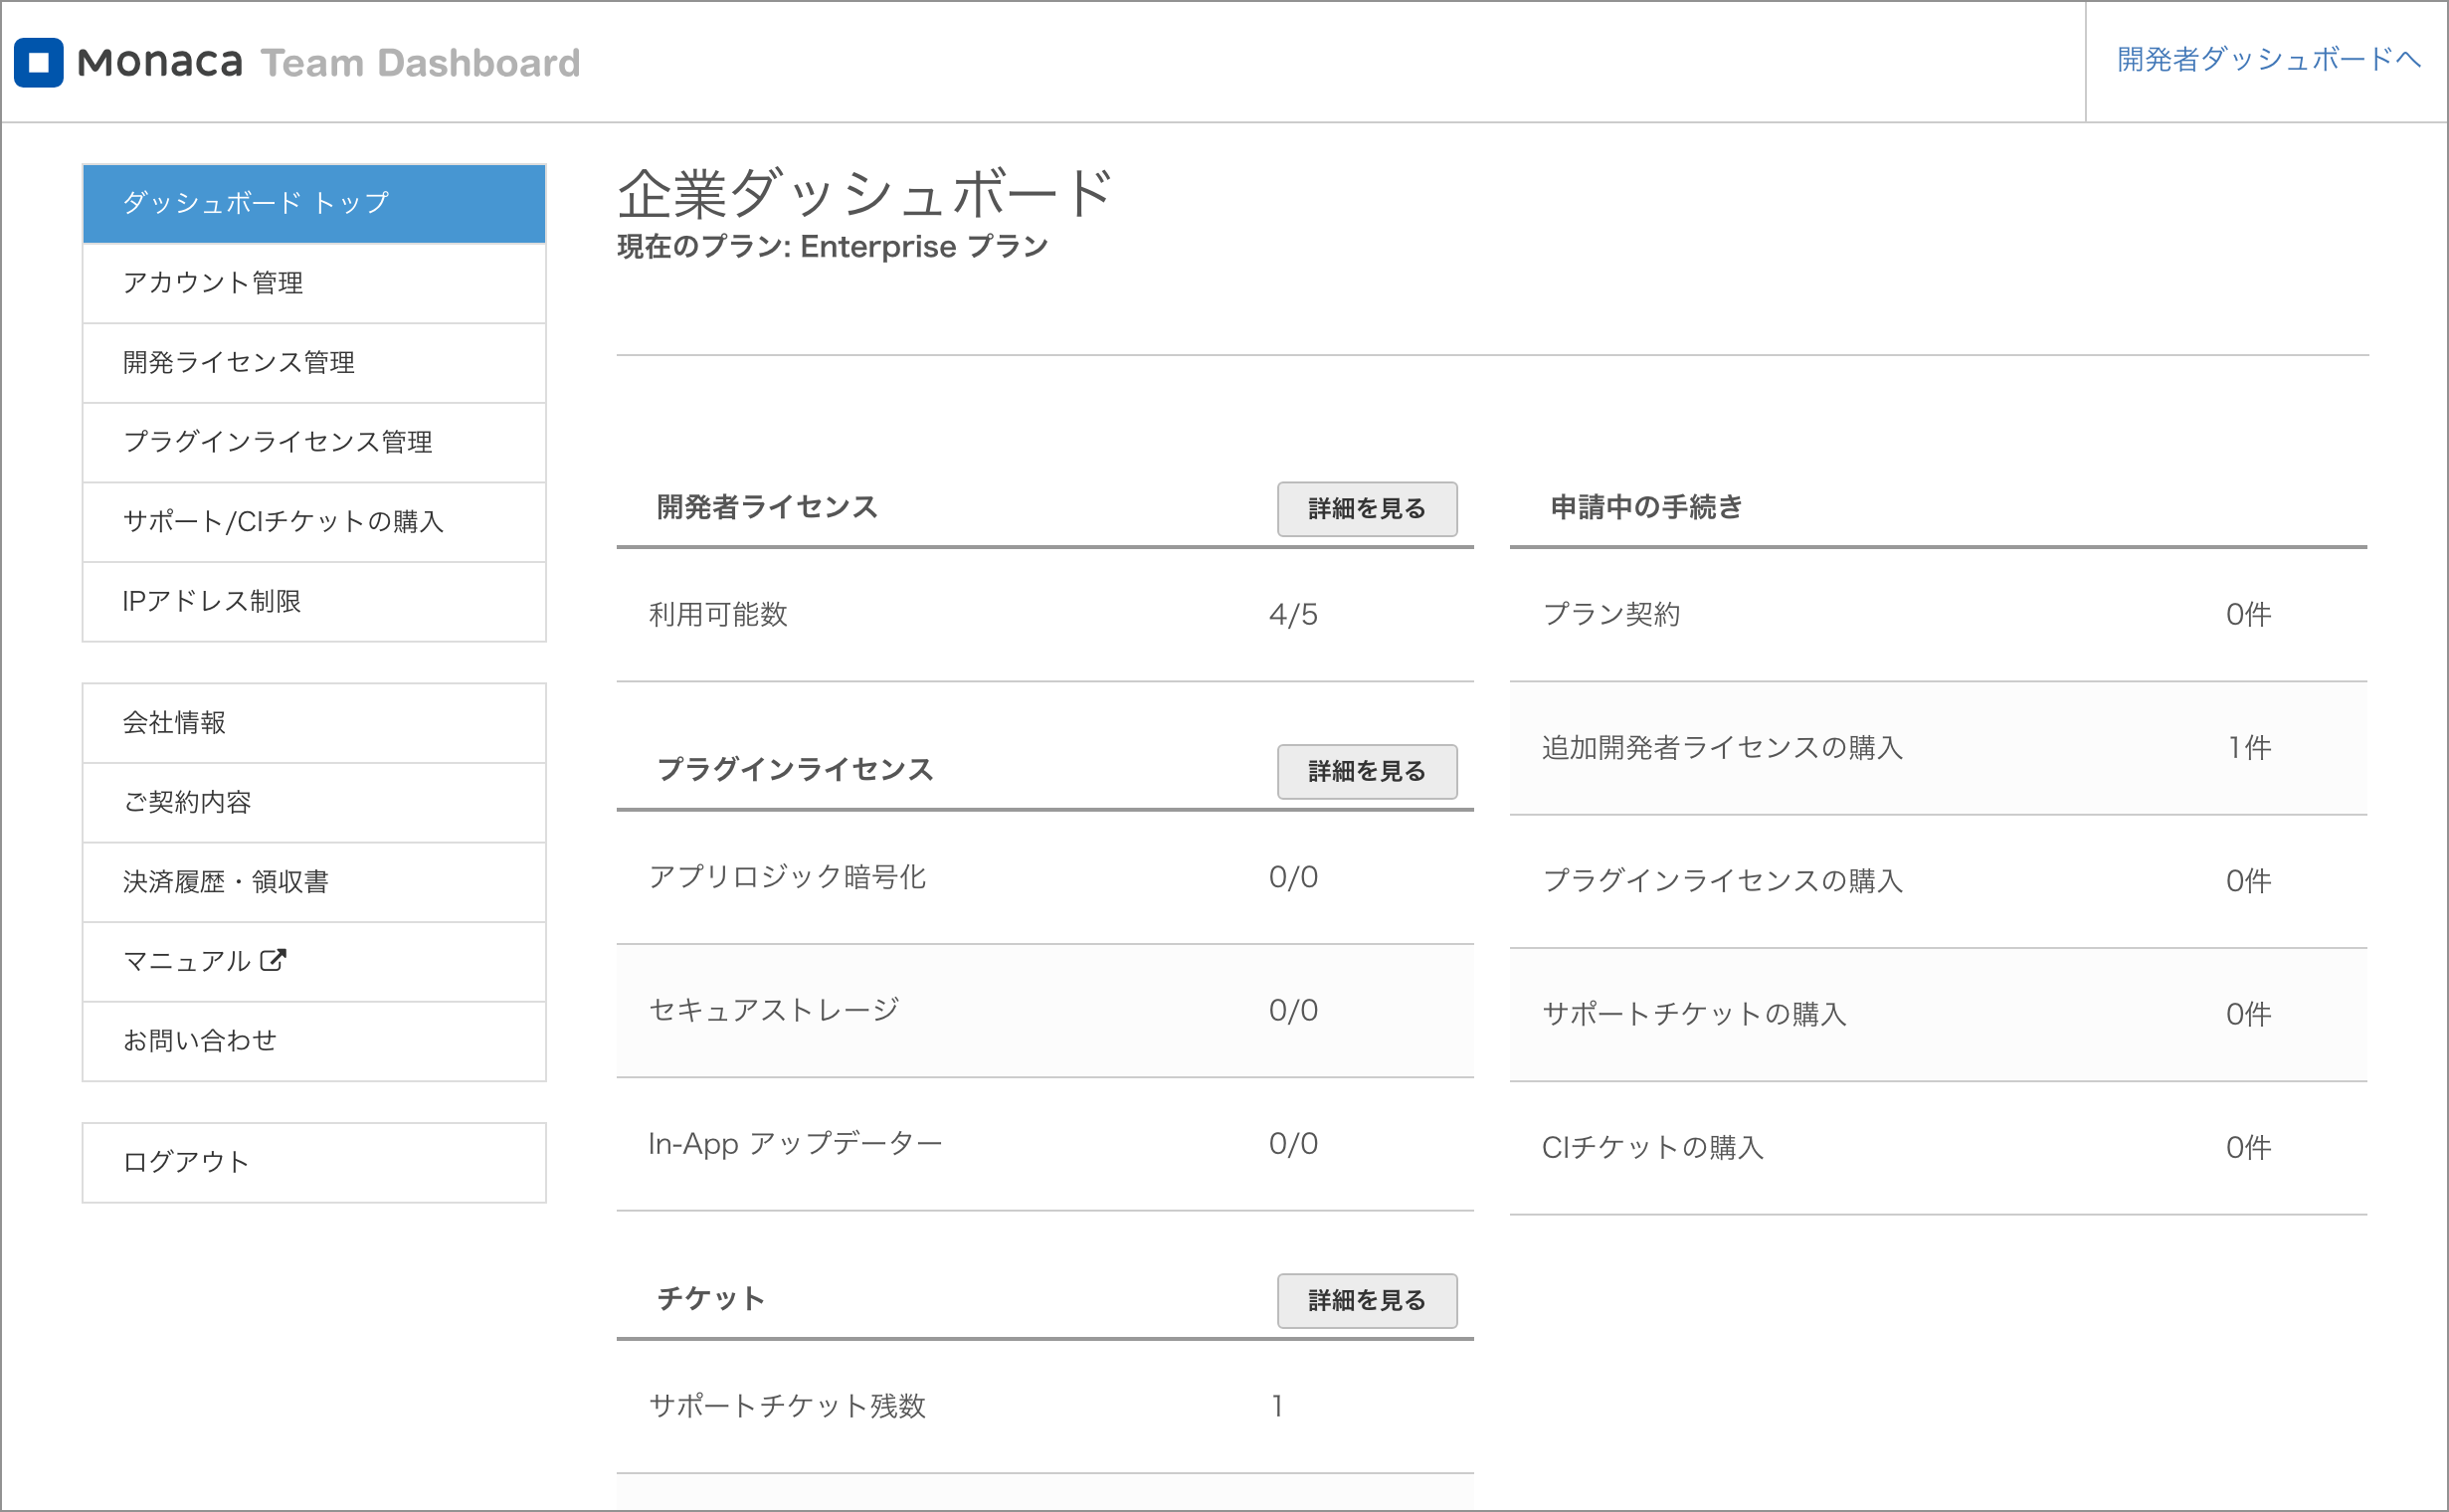 Monaca Team Dashboard
開発者ダッシュボードへ
ダッシュボード トップ
アカウント管理
開発ライセンス管理
プラグインライセンス管理
サポート/CIチケットの購入
IPアドレス制限
会社情報
ご契約内容
決済履歴・領収書
マニュアル
お問い合わせ
ログアウト
企業ダッシュボード
現在のプラン: Enterprise プラン
開発者ライセンス 詳細を見る
利用可能数 4/5
プラグインライセンス 詳細を見る
アプリロジック暗号化 0/0
セキュアストレージ 0/0
In-App アップデーター 0/0
チケット 詳細を見る
サポートチケット残数 1
申請中の手続き
プラン契約 0件
追加開発者ライセンスの購入 1件
プラグインライセンスの購入 0件
サポートチケットの購入 0件
CIチケットの購入 0件